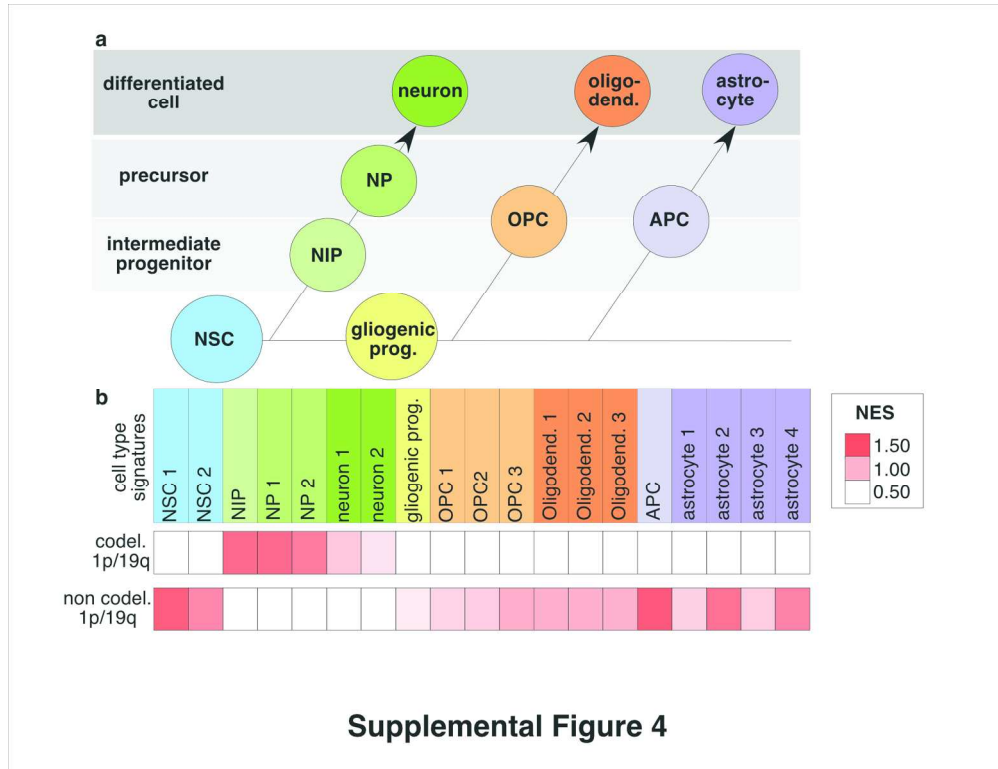 a
differentiated
cell
neuron
oligo-
dend.
astro-
cyte
precursor
NP
OPC
APC
intermediate
progenitor
NIP
NSC
gliogenic
prog.
b
cell type
signatures
NSC 1
NSC 2
NIP
NP 1
NP 2
neuron 1
neuron 2
gliogenic prog.
OPC 1
OPC2
OPC 3
Oligodend. 1
Oligodend. 2
Oligodend. 3
APC
astrocyte 1
astrocyte 2
astrocyte 3
astrocyte 4
NES
1.50
1.00
0.50
codel.
1p/19q
non codel.
1p/19q
Supplemental Figure 4